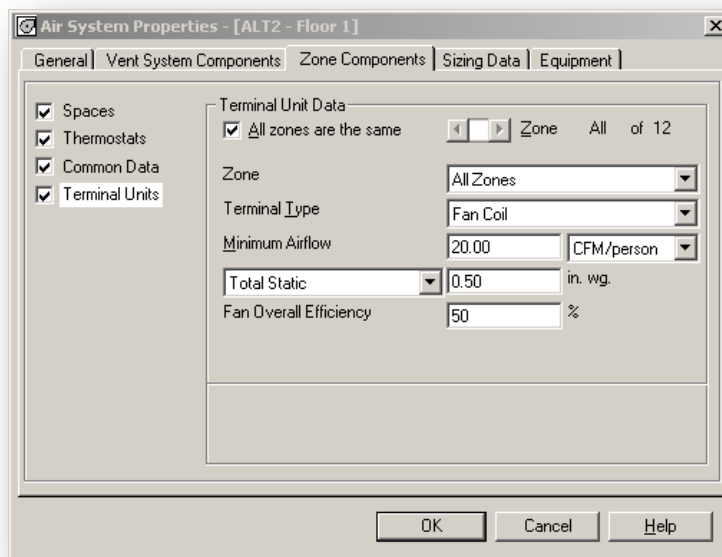 Air System Properties - [ALT2 - Floor 1]
General Vent System Components Zone Components Sizing Data Equipment
Spaces
Thermostats
Common Data
Terminal Units
Terminal Unit Data
All zones are the same Zone All of 12
Zone All Zones
Terminal Type Fan Coil
Minimum Airflow 20.00 CFM/person
Total Static 0.50 in. wg.
Fan Overall Efficiency 50 %
OK Cancel Help